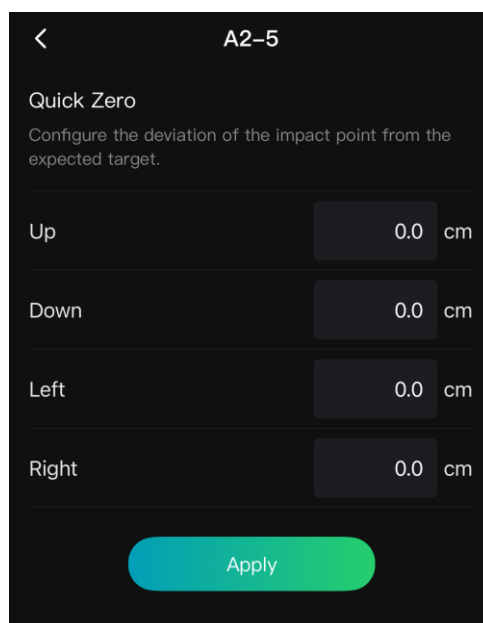 A2-5
Quick Zero
Configure the deviation of the impact point from the
expected target.
Up 0.0 cm
Down 0.0 cm
Left 0.0 cm
Right 0.0 cm
Apply